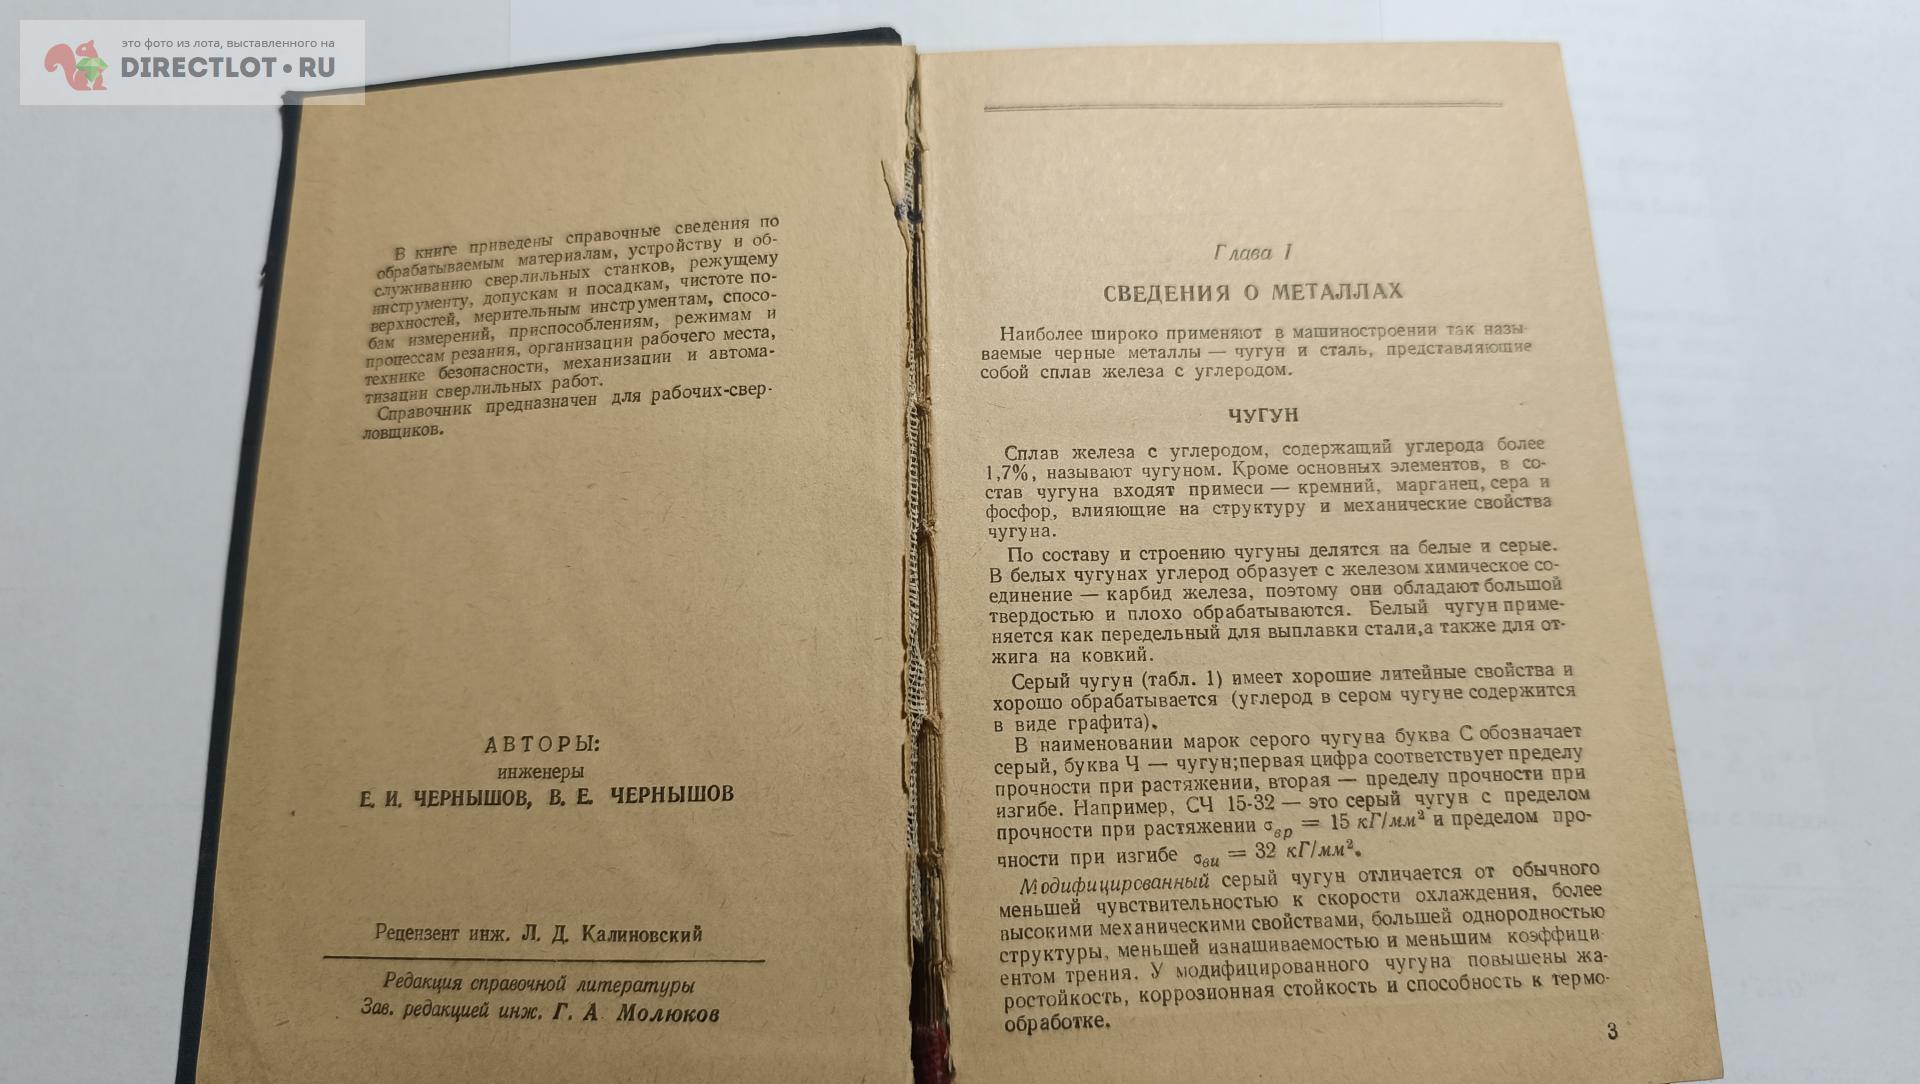 это фото из лота, выставленного на
DIRECTLOT•RU
В книге приведены справочные сведения по
обрабатываемым материалам, устройству и об-
служиванию сверлильных станков, режущему
инструменту, допускам и посадкам, чистоте по-
верхностей, мерительным инструментам, спосо-
бам измерений, приспособлениям, режимам и
процессам резания, организации рабочего места,
технике безопасности, механизации и автома-
тизации сверлильных работ.
Справочник предназначен для рабочих-свер-
ловщиков.
АВТОРЫ:
инженеры
Е. И. ЧЕРНЫШОВ, В. Е. ЧЕРНЫШОВ
Рецензент инж. Л. Д. Калиновский
Редакция справочной литературы
Зав. редакцией инж. Г. А. Молюков
Глава I
СВЕДЕНИЯ О МЕТАЛЛАХ
Наиболее широко применяют в машиностроении так назы-
ваемые черные металлы — чугун и сталь, представляющие
собой сплав железа с углеродом.
ЧУГУН
Сплав железа с углеродом, содержащий углерода более
1,7%, называют чугуном. Кроме основных элементов, в со-
став чугуна входят примеси — кремний, марганец, сера и
фосфор, влияющие на структуру и механические свойства
чугуна.
По составу и строению чугуны делятся на белые и серые.
В белых чугунах углерод образует с железом химическое со-
единение — карбид железа, поэтому они обладают большой
твердостью и плохо обрабатываются. Белый чугун приме-
няется как передельный для выплавки стали,а также для от-
жига на ковкий.
Серый чугун (табл. 1) имеет хорошие литейные свойства и
хорошо обрабатывается (углерод в сером чугуне содержится
в виде графита).
В наименовании марок серого чугуна буква С обозначает
серый, буква Ч — чугун;первая цифра соответствует пределу
прочности при растяжении, вторая — пределу прочности при
изгибе. Например, СЧ 15-32 — это серый чугун с пределом
прочности при растяжении σвр = 15 кГ/мм² и пределом про-
чности при изгибе σви = 32 кГ/мм².
Модифицированный серый чугун отличается от обычного
меньшей чувствительностью к скорости охлаждения, более
высокими механическими свойствами, большей однородностью
структуры, меньшей изнашиваемостью и меньшим коэффици-
ентом трения. У модифицированного чугуна повышены жа-
ростойкость, коррозионная стойкость и способность к термо-
обработке.
3